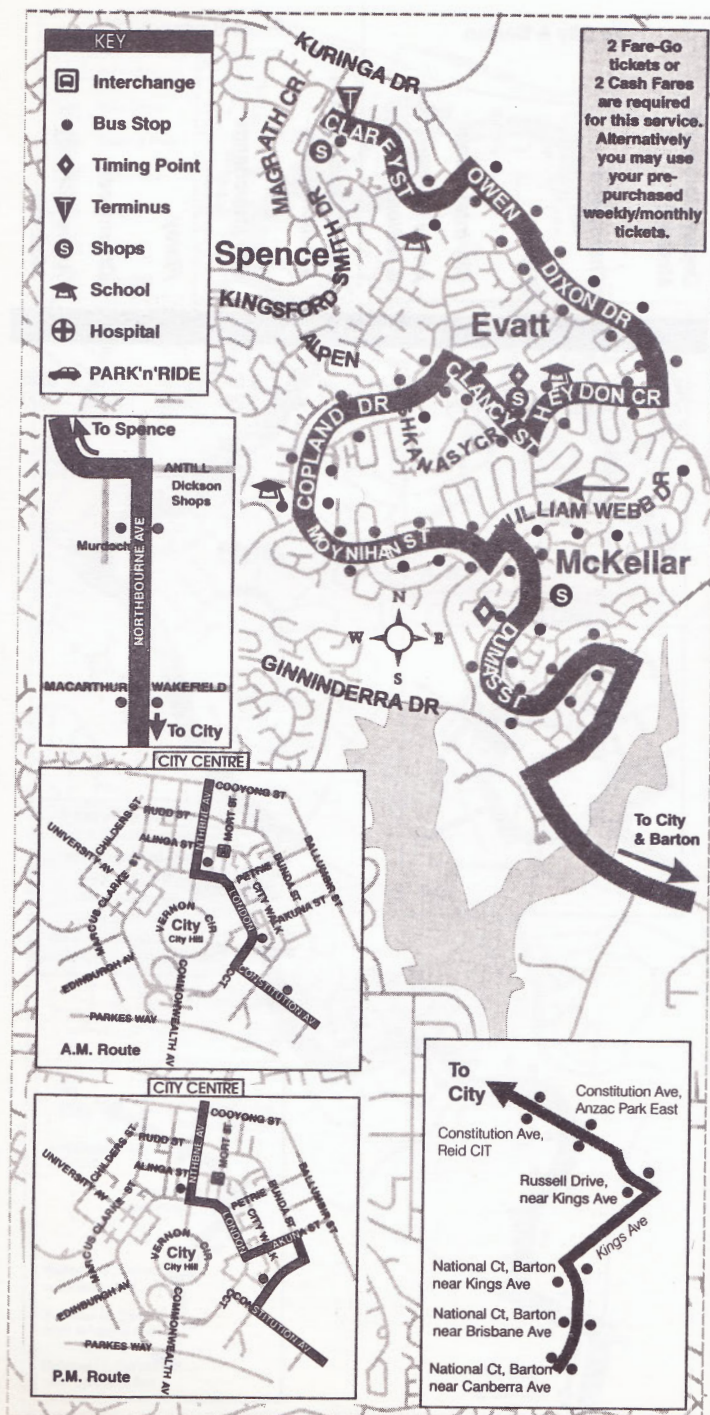 KEY
Interchange
Bus Stop
Timing Point
Terminus
S Shops
School
Hospital
PARK'n'RIDE
2 Fare-Go
tickets or
2 Cash Fares
are required
for this service.
Alternatively
you may use
your pre-
purchased
weekly/monthly
tickets.
KURINGA DR
MAGRATH CR
T
CLAREY ST
S
OWEN
DIXON DR
Spence
KINGSFORD
SMITH DR
Evatt
ALPEN
CLANCY ST
S
HEYDON CR
COPLAND DR
MOYNIHAN ST
WEBB DR
McKellar
S
N
W
E
S
GINNINDERRA DR
To City
& Barton
To Spence
ANTILL
Dickson
Shops
Murdoch
NORTHBOURNE AVE
MACARTHUR
To City
CITY CENTRE
COOYONG ST
RUDD ST
CHILDERS ST
UNIVERSITY AV
ALINGA ST
NTHBNE AV
MORT ST
BALLUMBIR ST
PETRIE
BUNDA ST
CITY WALK
AKUNA ST
LONDON
CCT
MARCUS CLARKE ST
VERNON CIR
City
City Hill
CONSTITUTION AV
EDINBURGH AV
COMMONWEALTH AV
PARKES WAY
A.M. Route
CITY CENTRE
COOYONG ST
RUDD ST
CHILDERS ST
UNIVERSITY AV
ALINGA ST
NTHBNE AV
MORT ST
BALLUMBIR ST
PETRIE
BUNDA ST
CITY WALK
AKUNA ST
LONDON
CCT
MARCUS CLARKE ST
VERNON CIR
City
City Hill
CONSTITUTION AV
EDINBURGH AV
COMMONWEALTH AV
PARKES WAY
P.M. Route
To
City
Constitution Ave,
Anzac Park East
Constitution Ave,
Reid CIT
Russell Drive,
near Kings Ave
Kings Ave
National Ct, Barton
near Kings Ave
National Ct, Barton
near Brisbane Ave
National Ct, Barton
near Canberra Ave